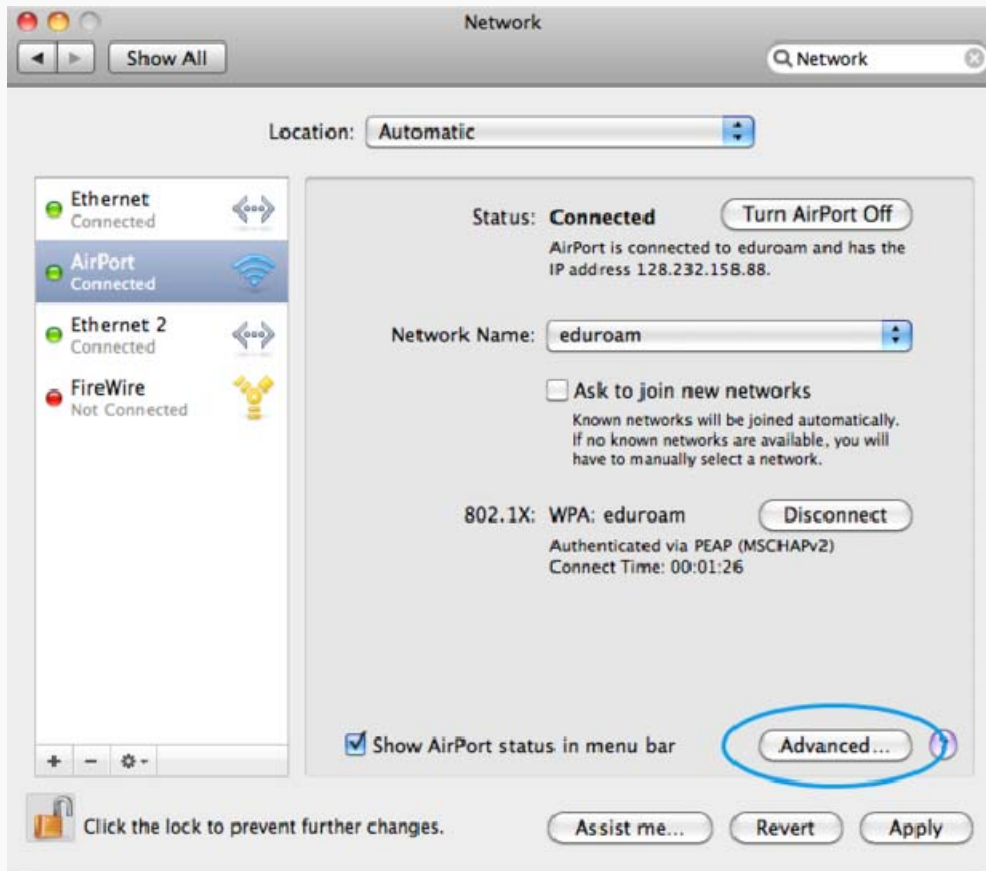 Network
Show All
Network
Location: Automatic
Ethernet
Connected
AirPort
Connected
Ethernet 2
Connected
FireWire
Not Connected
Status: Connected Turn AirPort Off
AirPort is connected to eduroam and has the
IP address 128.232.158.88.
Network Name: eduroam
Ask to join new networks
Known networks will be joined automatically.
If no known networks are available, you will
have to manually select a network.
802.1X: WPA: eduroam Disconnect
Authenticated via PEAP (MSCHAPv2)
Connect Time: 00:01:26
Show AirPort status in menu bar Advanced... ?
Click the lock to prevent further changes. Assist me... Revert Apply